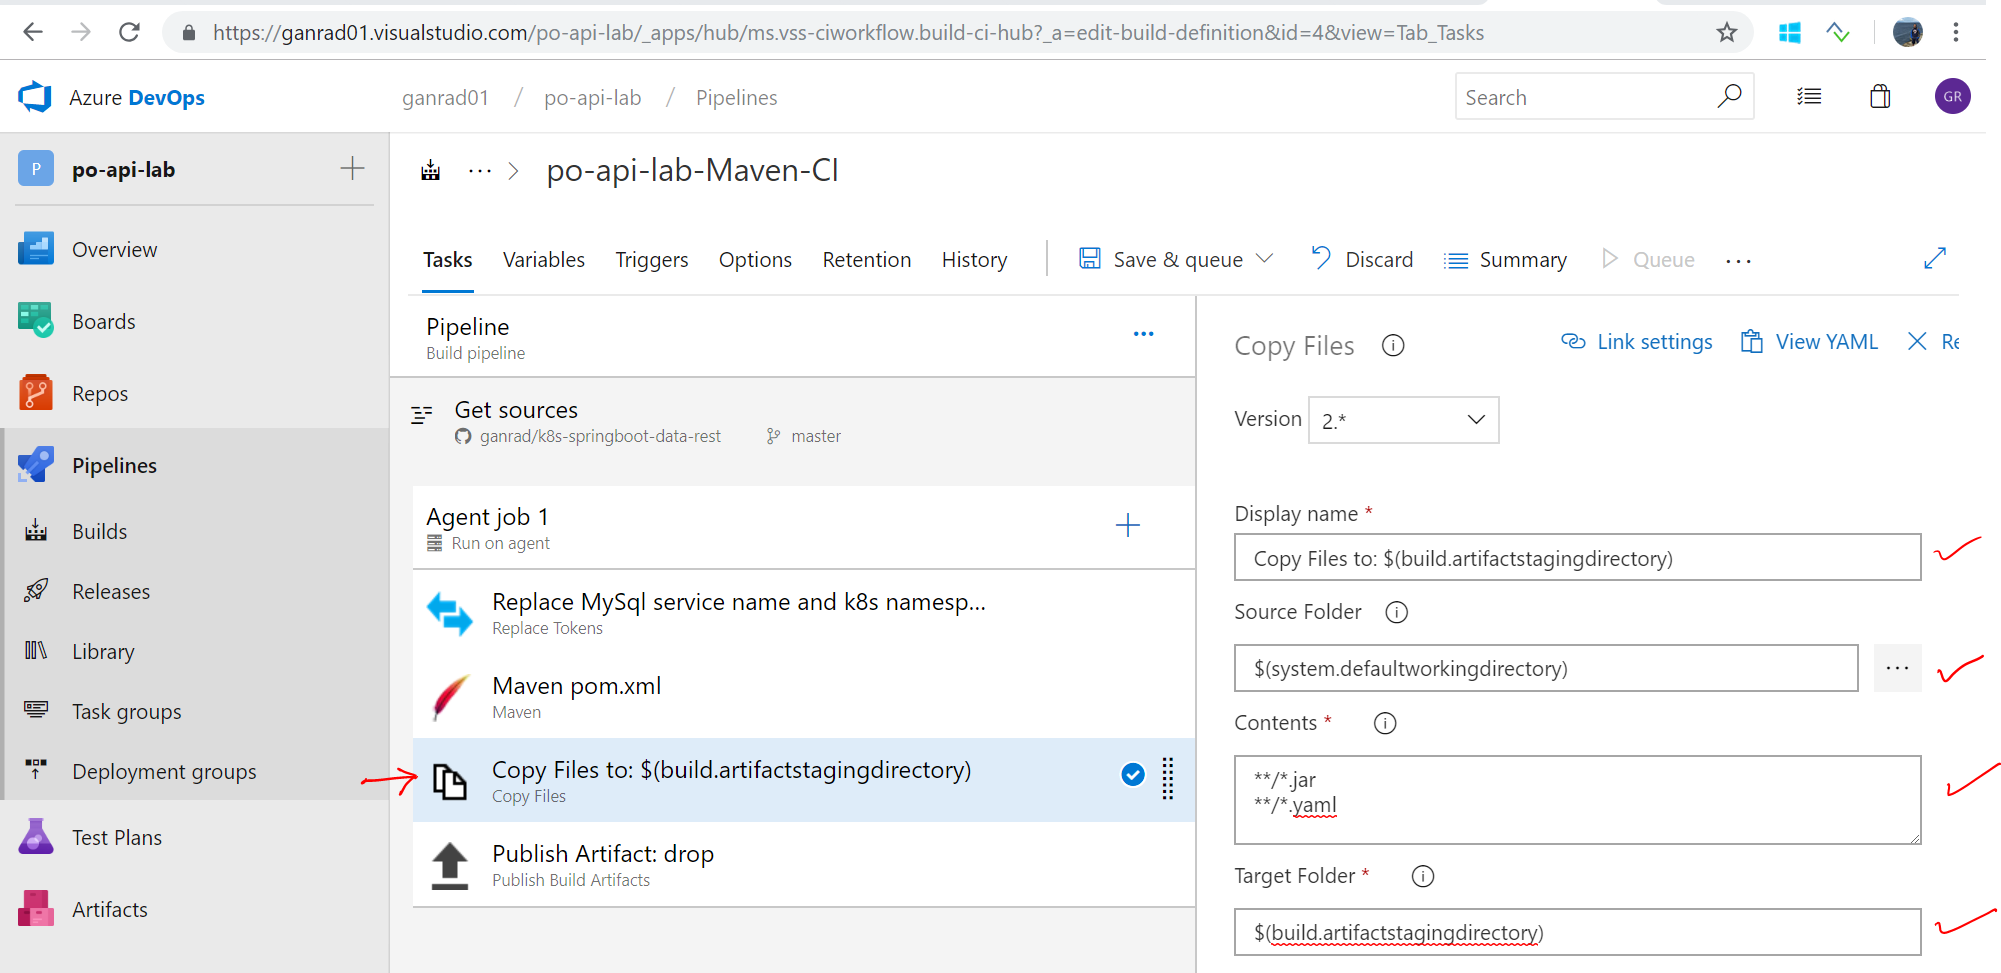 https://ganrad01.visualstudio.com/po-api-lab/_apps/hub/ms.vss-ciworkflow.build-ci-hub?_a=edit-build-definition&id=4&view=Tab_Tasks
Azure DevOps
ganrad01 / po-api-lab / Pipelines
Search
GR
P po-api-lab
Overview
Boards
Repos
Pipelines
Builds
Releases
Library
Task groups
Deployment groups
Test Plans
Artifacts
... > po-api-lab-Maven-CI
Tasks Variables Triggers Options Retention History Save & queue Discard Summary Queue ...
Pipeline
Build pipeline
Get sources
ganrad/k8s-springboot-data-rest master
Agent job 1
Run on agent
Replace MySql service name and k8s namesp...
Replace Tokens
Maven pom.xml
Maven
Copy Files to: $(build.artifactstagingdirectory)
Copy Files
Publish Artifact: drop
Publish Build Artifacts
Copy Files Link settings View YAML Re
Version 2.*
Display name *
Copy Files to: $(build.artifactstagingdirectory)
Source Folder
$(system.defaultworkingdirectory) ...
Contents *
**/*.jar
**/*.yaml
Target Folder *
$(build.artifactstagingdirectory)